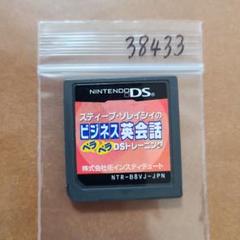 38433
NINTENDO DS
スティーブ・ソレイシィの
ビジネス英会話
ペラペラDSトレーニング
株式会社IEインスティテュート
NTR-B8VJ-JPN